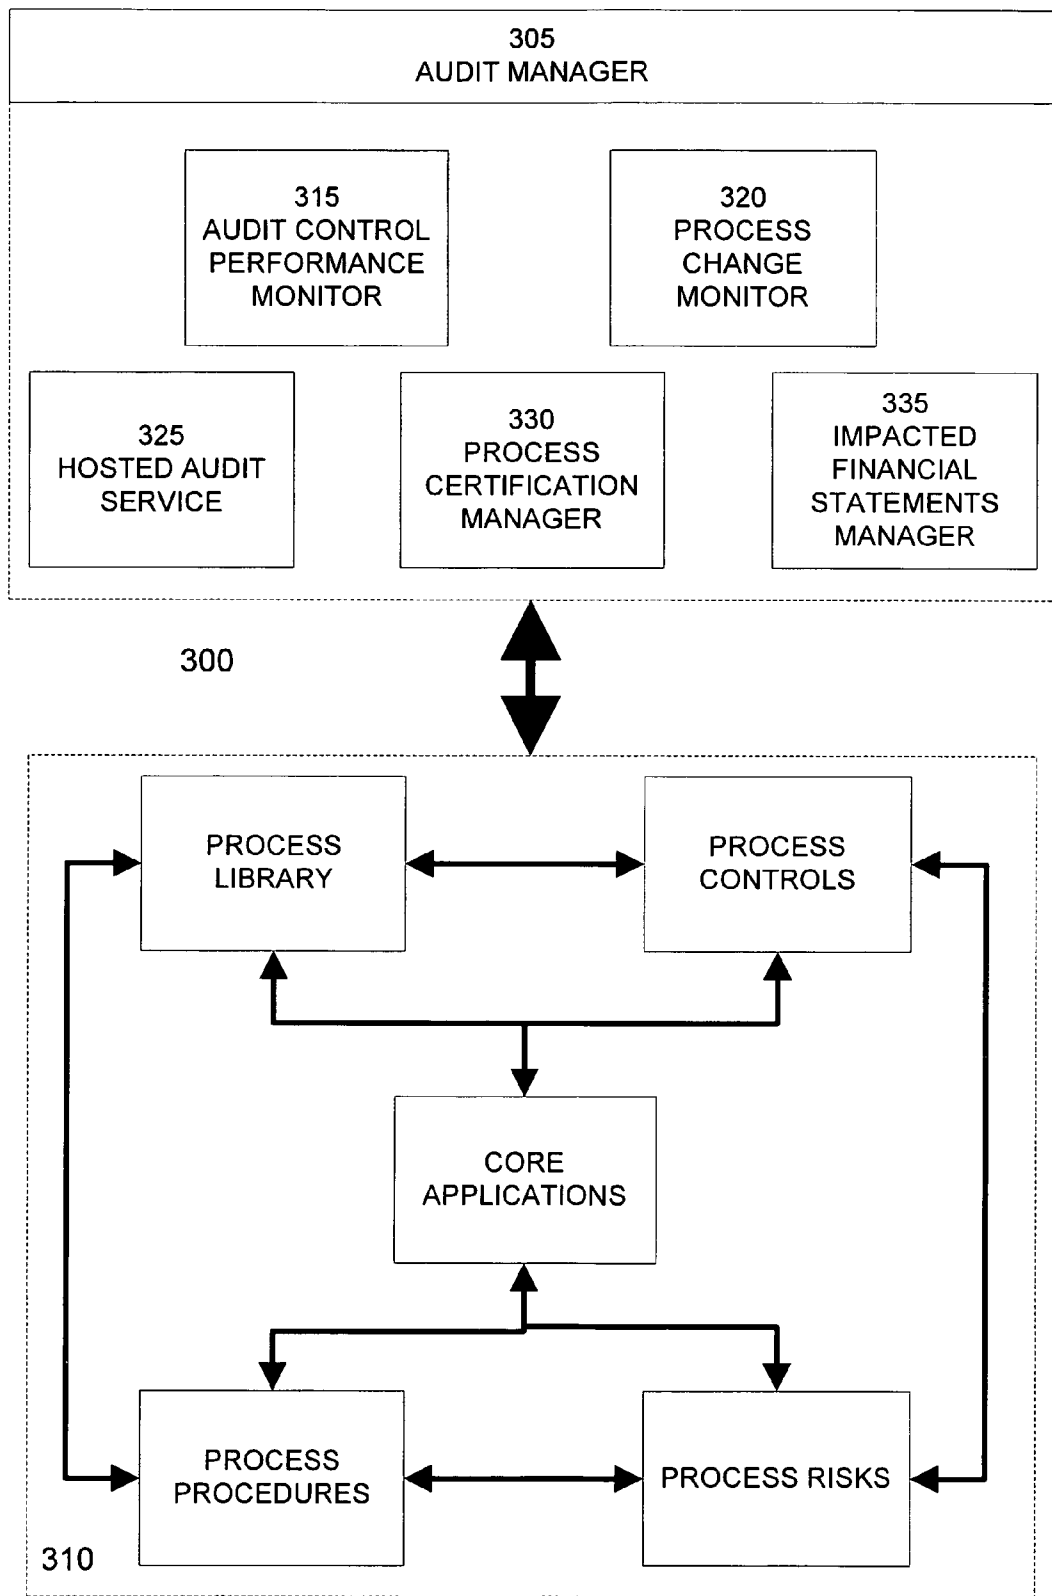 305
AUDIT MANAGER
315
AUDIT CONTROL
PERFORMANCE
MONITOR
320
PROCESS
CHANGE
MONITOR
325
HOSTED AUDIT
SERVICE
330
PROCESS
CERTIFICATION
MANAGER
335
IMPACTED
FINANCIAL
STATEMENTS
MANAGER
300
PROCESS
LIBRARY
PROCESS
CONTROLS
CORE
APPLICATIONS
PROCESS
PROCEDURES
PROCESS RISKS
310